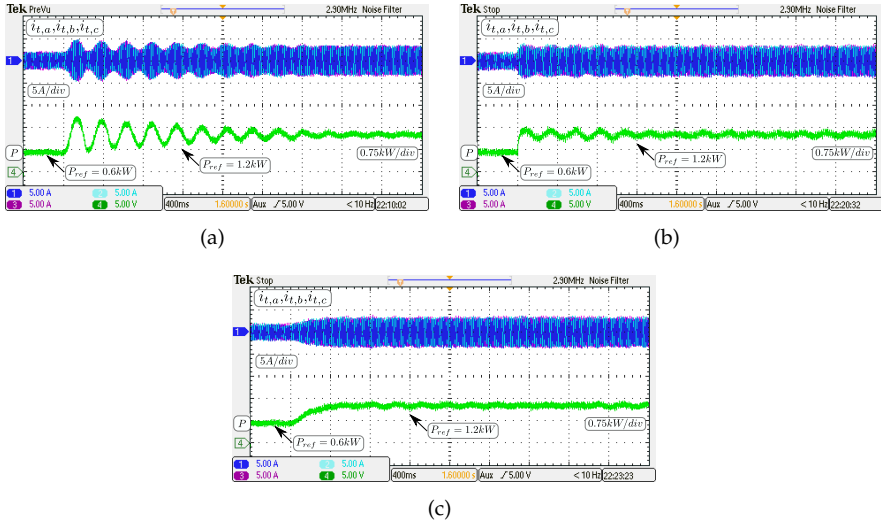 Tek PreVu 2.90MHz Noise Filter
i_{t,a},i_{t,b},i_{t,c}
1
5A/div
P
P_{ref} = 1.2kW
0.75kW/div
4
P_{ref} = 0.6kW
1 5.00 A 2 5.00 A
3 5.00 A 4 5.00 V
400ms 1.60000 s Aux ∫ 5.00 V < 10 Hz 22:10:02
(a)
Tek Stop 2.90MHz Noise Filter
i_{t,a},i_{t,b},i_{t,c}
1
5A/div
P
P_{ref} = 1.2kW
0.75kW/div
4
P_{ref} = 0.6kW
1 5.00 A 2 5.00 A
3 5.00 A 4 5.00 V
400ms 1.60000 s Aux ∫ 5.00 V < 10 Hz 22:20:32
(b)
Tek Stop 2.90MHz Noise Filter
i_{t,a},i_{t,b},i_{t,c}
1
5A/div
P
P_{ref} = 1.2kW
0.75kW/div
4
P_{ref} = 0.6kW
1 5.00 A 2 5.00 A
3 5.00 A 4 5.00 V
400ms 1.60000 s Aux ∫ 5.00 V < 10 Hz 22:23:23
(c)